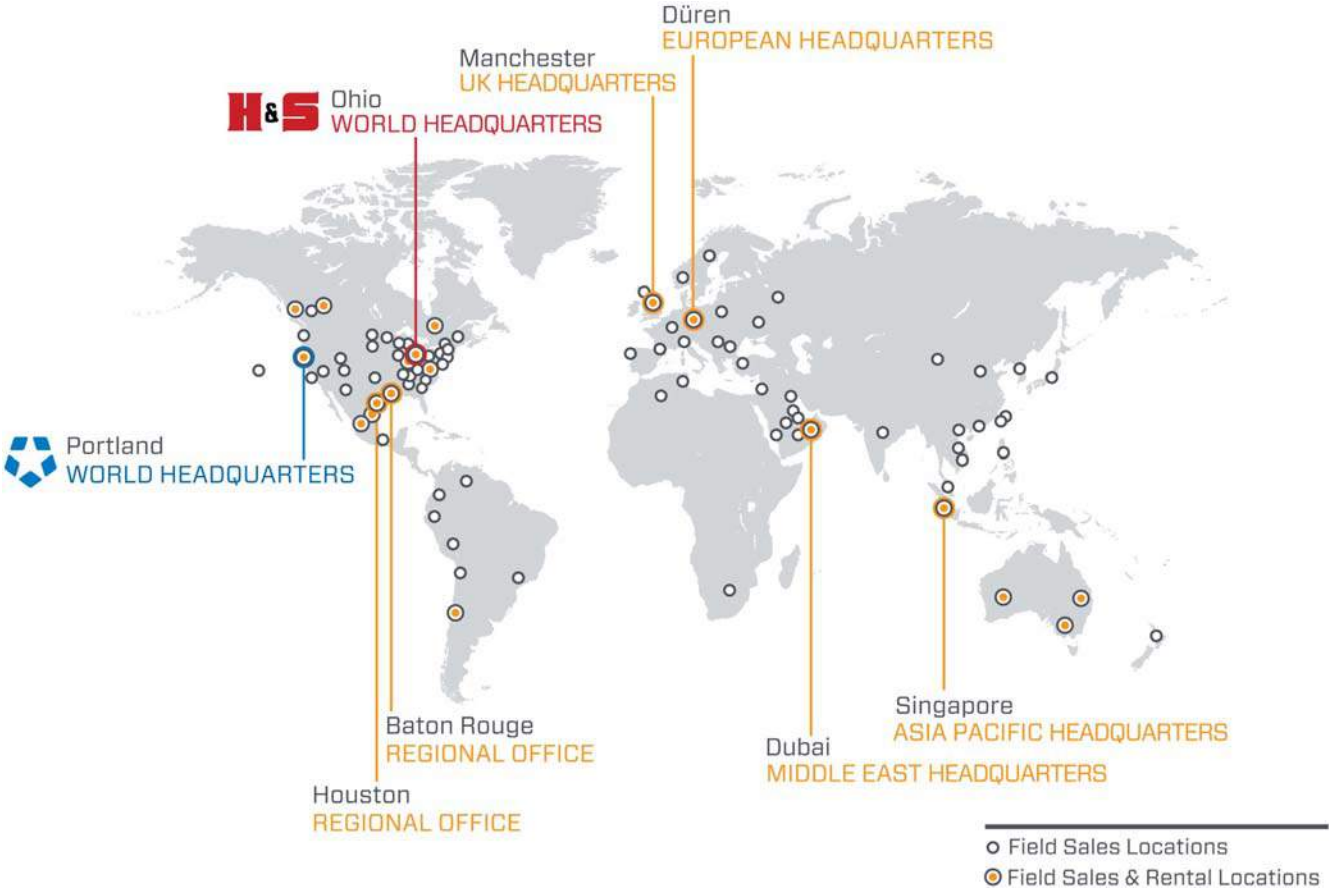 Düren
EUROPEAN HEADQUARTERS
Manchester
UK HEADQUARTERS
H&S
Ohio
WORLD HEADQUARTERS
Portland
WORLD HEADQUARTERS
Baton Rouge
REGIONAL OFFICE
Houston
REGIONAL OFFICE
Singapore
ASIA PACIFIC HEADQUARTERS
Dubai
MIDDLE EAST HEADQUARTERS
Field Sales Locations
Field Sales & Rental Locations